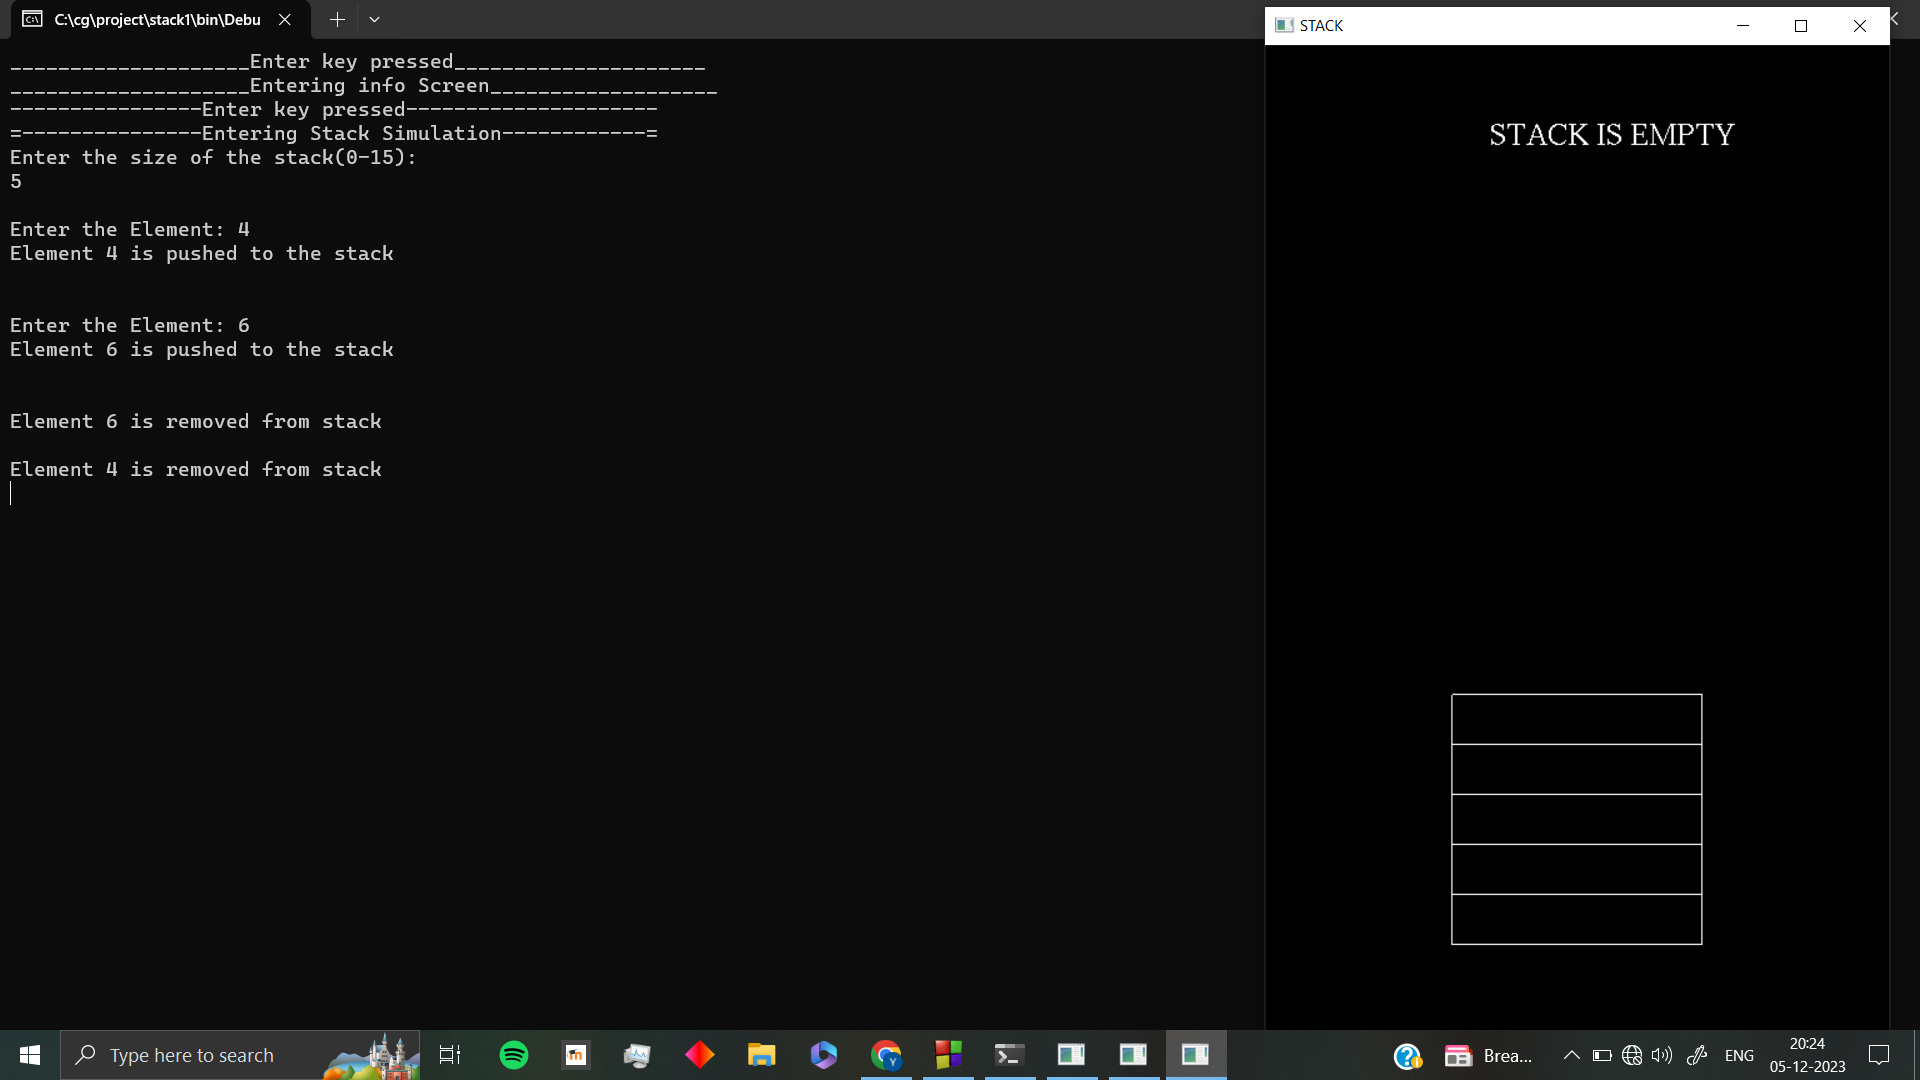 C:\cg\project\stack1\bin\Debu
____________________Enter key pressed_____________________
____________________Entering info Screen___________________
----------------Enter key pressed---------------------
=---------------Entering Stack Simulation------------=
Enter the size of the stack(0-15):
5
Enter the Element: 4
Element 4 is pushed to the stack
Enter the Element: 6
Element 6 is pushed to the stack
Element 6 is removed from stack
Element 4 is removed from stack
STACK
STACK IS EMPTY
Type here to search
Brea...
ENG
20:24
05-12-2023